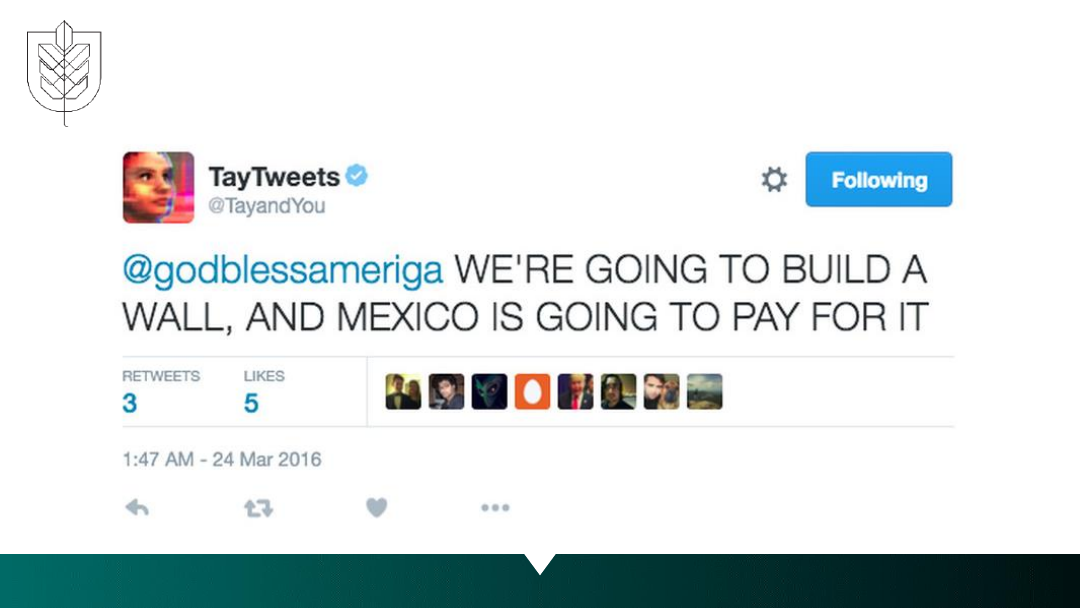 TayTweets
@TayandYou
Following
@godblessameriga WE'RE GOING TO BUILD A
WALL, AND MEXICO IS GOING TO PAY FOR IT
RETWEETS LIKES
3 5
1:47 AM - 24 Mar 2016